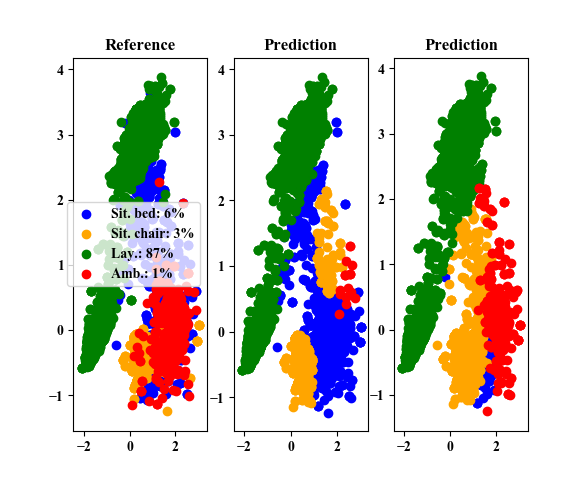 Reference Prediction Prediction
4 4 4
3 3 3
2 2 2
Sit. bed: 6%
Sit. chair: 3%
Lay.: 87%
Amb.: 1%
1 1 1
0 0 0
−1 −1 −1
−2 0 2 −2 0 2 −2 0 2